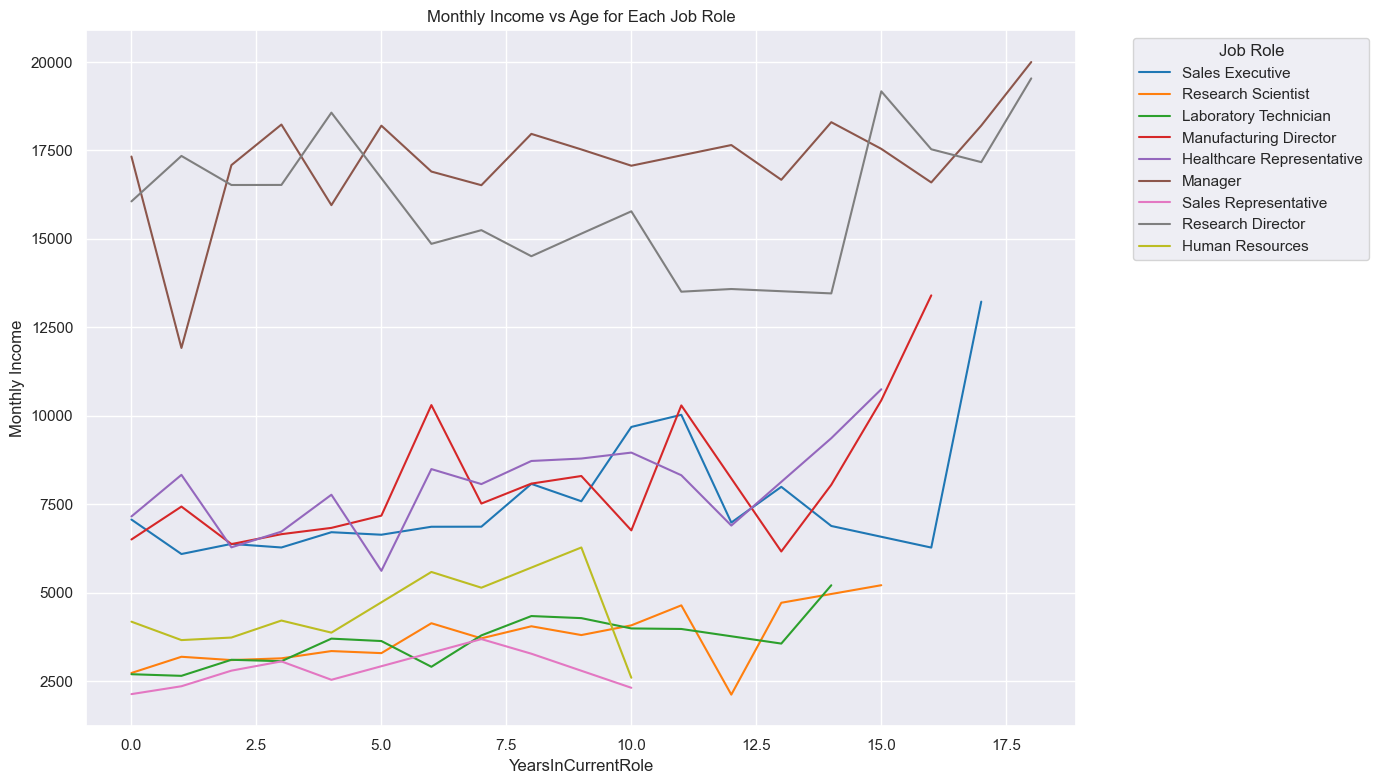 Monthly Income vs Age for Each Job Role
Job Role
Sales Executive
Research Scientist
Laboratory Technician
Manufacturing Director
Healthcare Representative
Manager
Sales Representative
Research Director
Human Resources
Monthly Income
20000
17500
15000
12500
10000
7500
5000
2500
0.0 2.5 5.0 7.5 10.0 12.5 15.0 17.5
YearsInCurrentRole